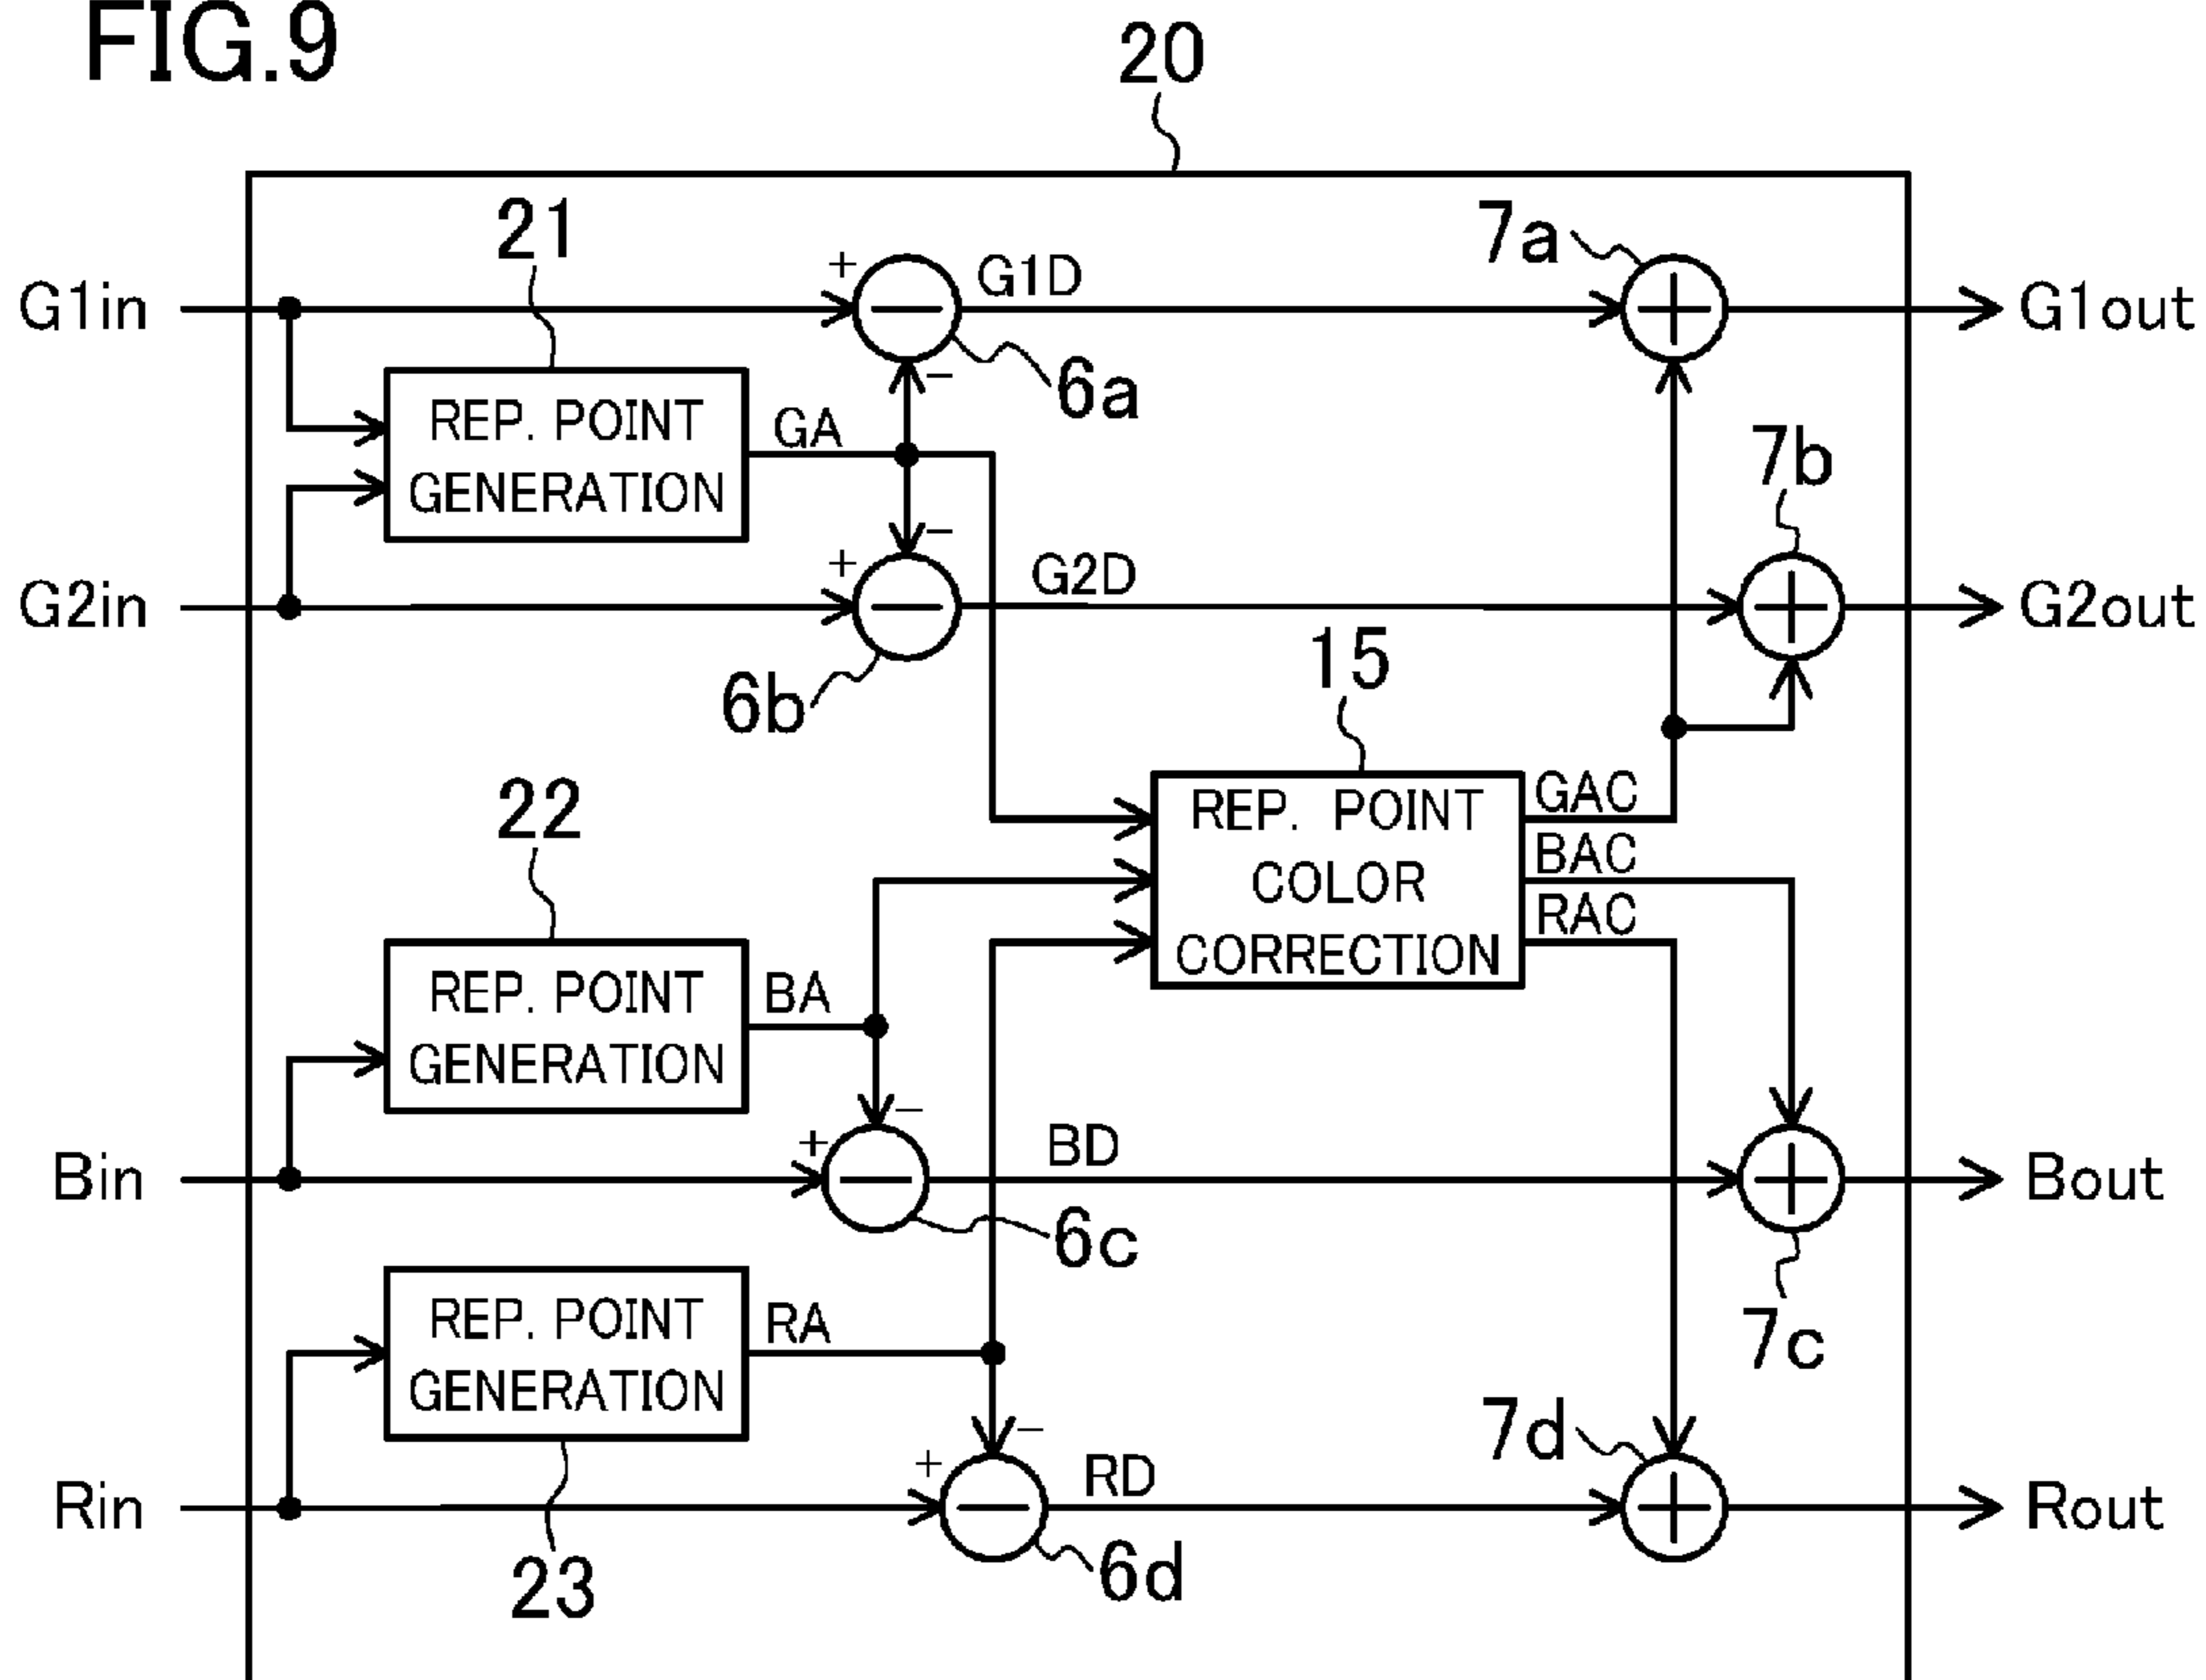 FIG.9
20
21
7a
G1in
+
G1D
G1out
-
6a
REP. POINT
GENERATION
GA
7b
-
+
G2D
G2in
G2out
6b
15
22
REP. POINT
COLOR
CORRECTION
GAC
BAC
RAC
REP. POINT
GENERATION
BA
-
+
BD
Bin
Bout
6c
REP. POINT
GENERATION
RA
7c
7d
-
+
RD
Rin
Rout
6d
23